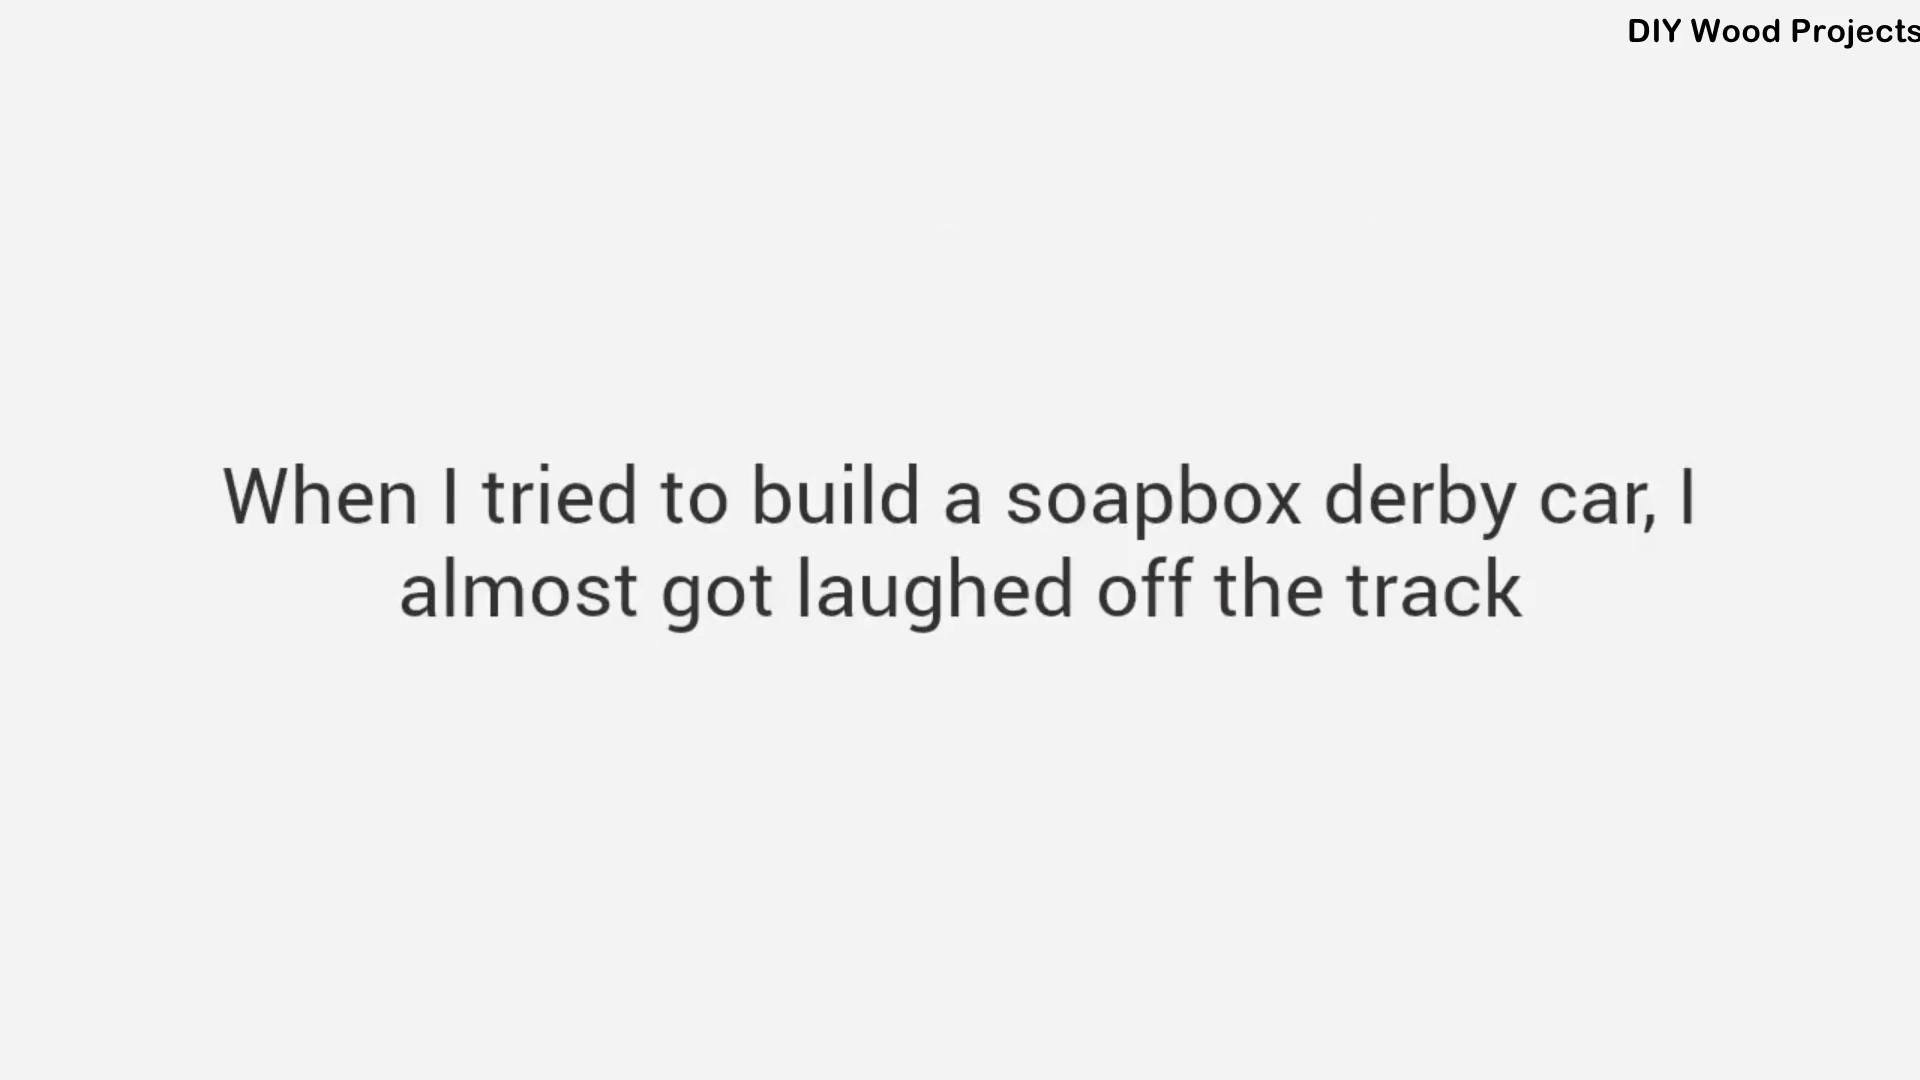 DIY Wood Projects
When I tried to build a soapbox derby car, I
almost got laughed off the track